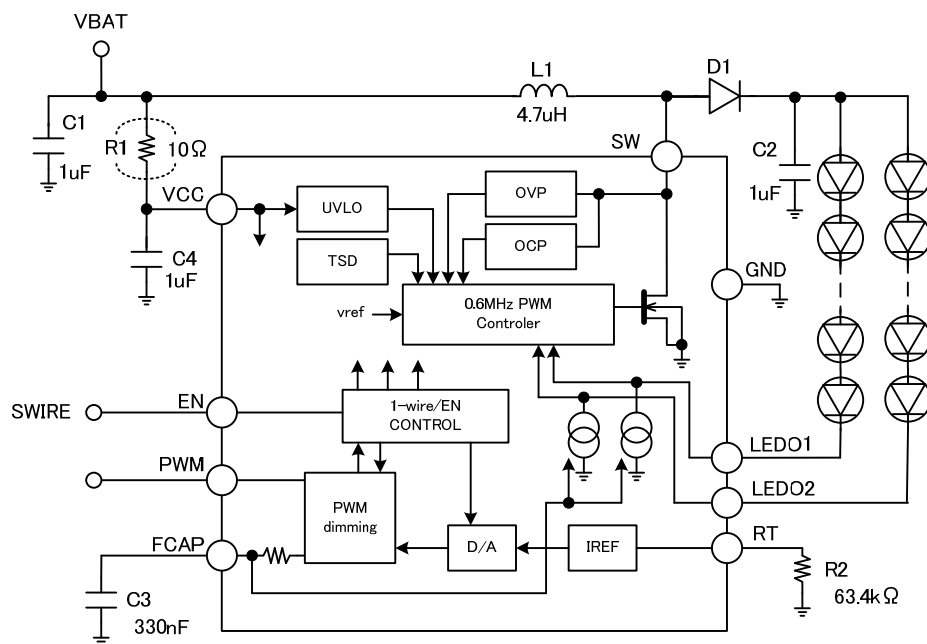 VBAT
L1
4.7uH
D1
C1
1uF
R1
10Ω
SW
C2
1uF
VCC
UVLO
OVP
C4
1uF
TSD
OCP
GND
vref
0.6MHz PWM
Controler
SWIRE
EN
1-wire/EN
CONTROL
LEDO1
PWM
LEDO2
PWM
dimming
FCAP
D/A
IREF
RT
C3
330nF
R2
63.4kΩ